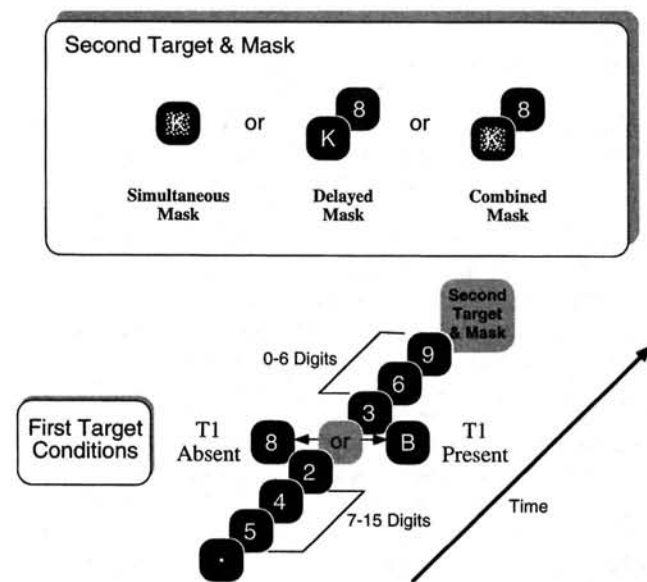 Second Target & Mask
K or K 8 or K 8
Simultaneous Mask
Delayed Mask
Combined Mask
Second Target & Mask
0-6 Digits
9
6
3
First Target Conditions
T1 Absent
8
or
B
T1 Present
2
4
5
7-15 Digits
Time